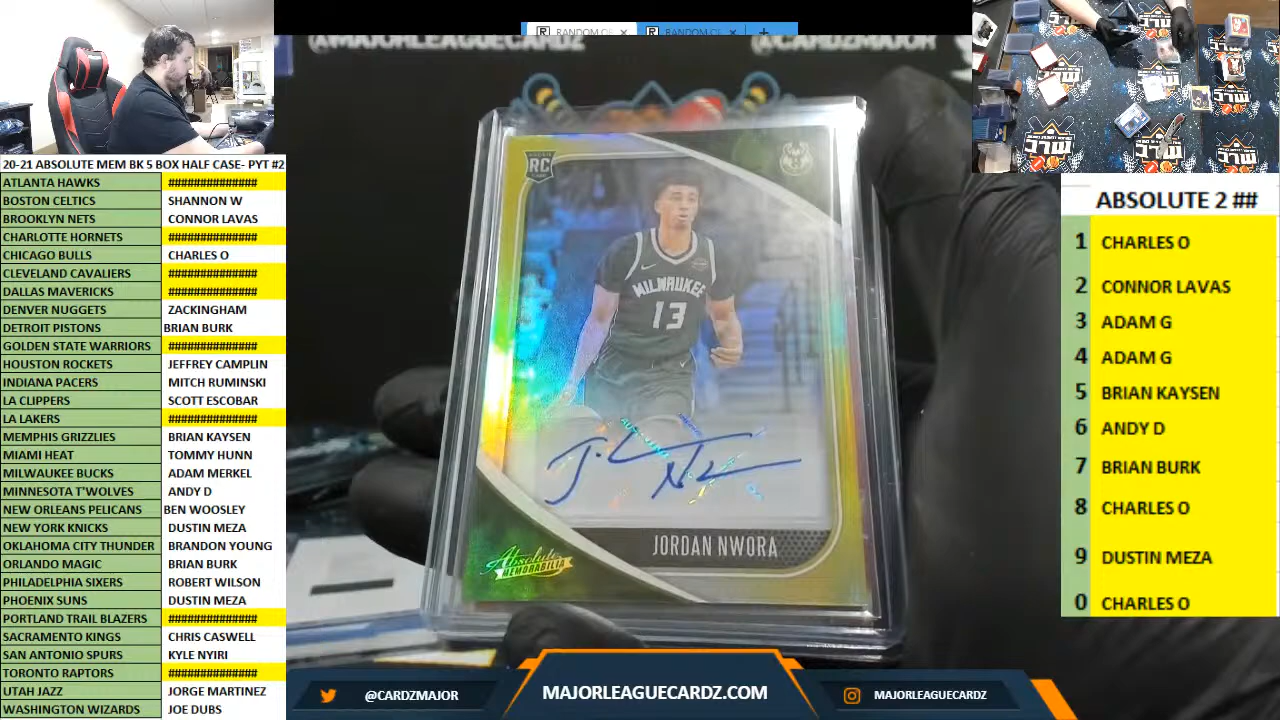 @MAJORLEAGUECARDZ
@CARDZMAJOR
RANDOM
RANDOM
20-21 ABSOLUTE MEM BK 5 BOX HALF CASE- PYT #2
ATLANTA HAWKS ##############
BOSTON CELTICS SHANNON W
BROOKLYN NETS CONNOR LAVAS
CHARLOTTE HORNETS ##############
CHICAGO BULLS CHARLES O
CLEVELAND CAVALIERS ##############
DALLAS MAVERICKS ##############
DENVER NUGGETS ZACKINGHAM
DETROIT PISTONS BRIAN BURK
GOLDEN STATE WARRIORS ##############
HOUSTON ROCKETS JEFFREY CAMPLIN
INDIANA PACERS MITCH RUMINSKI
LA CLIPPERS SCOTT ESCOBAR
LA LAKERS ##############
MEMPHIS GRIZZLIES BRIAN KAYSEN
MIAMI HEAT TOMMY HUNN
MILWAUKEE BUCKS ADAM MERKEL
MINNESOTA T'WOLVES ANDY D
NEW ORLEANS PELICANS BEN WOOSLEY
NEW YORK KNICKS DUSTIN MEZA
OKLAHOMA CITY THUNDER BRANDON YOUNG
ORLANDO MAGIC BRIAN BURK
PHILADELPHIA SIXERS ROBERT WILSON
PHOENIX SUNS DUSTIN MEZA
PORTLAND TRAIL BLAZERS ##############
SACRAMENTO KINGS CHRIS CASWELL
SAN ANTONIO SPURS KYLE NYIRI
TORONTO RAPTORS ##############
UTAH JAZZ JORGE MARTINEZ
WASHINGTON WIZARDS JOE DUBS
RC
MILWAUKEE
13
JORDAN NWORA
Absolute
MEMORABILIA
ABSOLUTE 2 ##
1 CHARLES O
2 CONNOR LAVAS
3 ADAM G
4 ADAM G
5 BRIAN KAYSEN
6 ANDY D
7 BRIAN BURK
8 CHARLES O
9 DUSTIN MEZA
0 CHARLES O
@CARDZMAJOR
MAJORLEAGUECARDZ.COM
MAJORLEAGUECARDZ